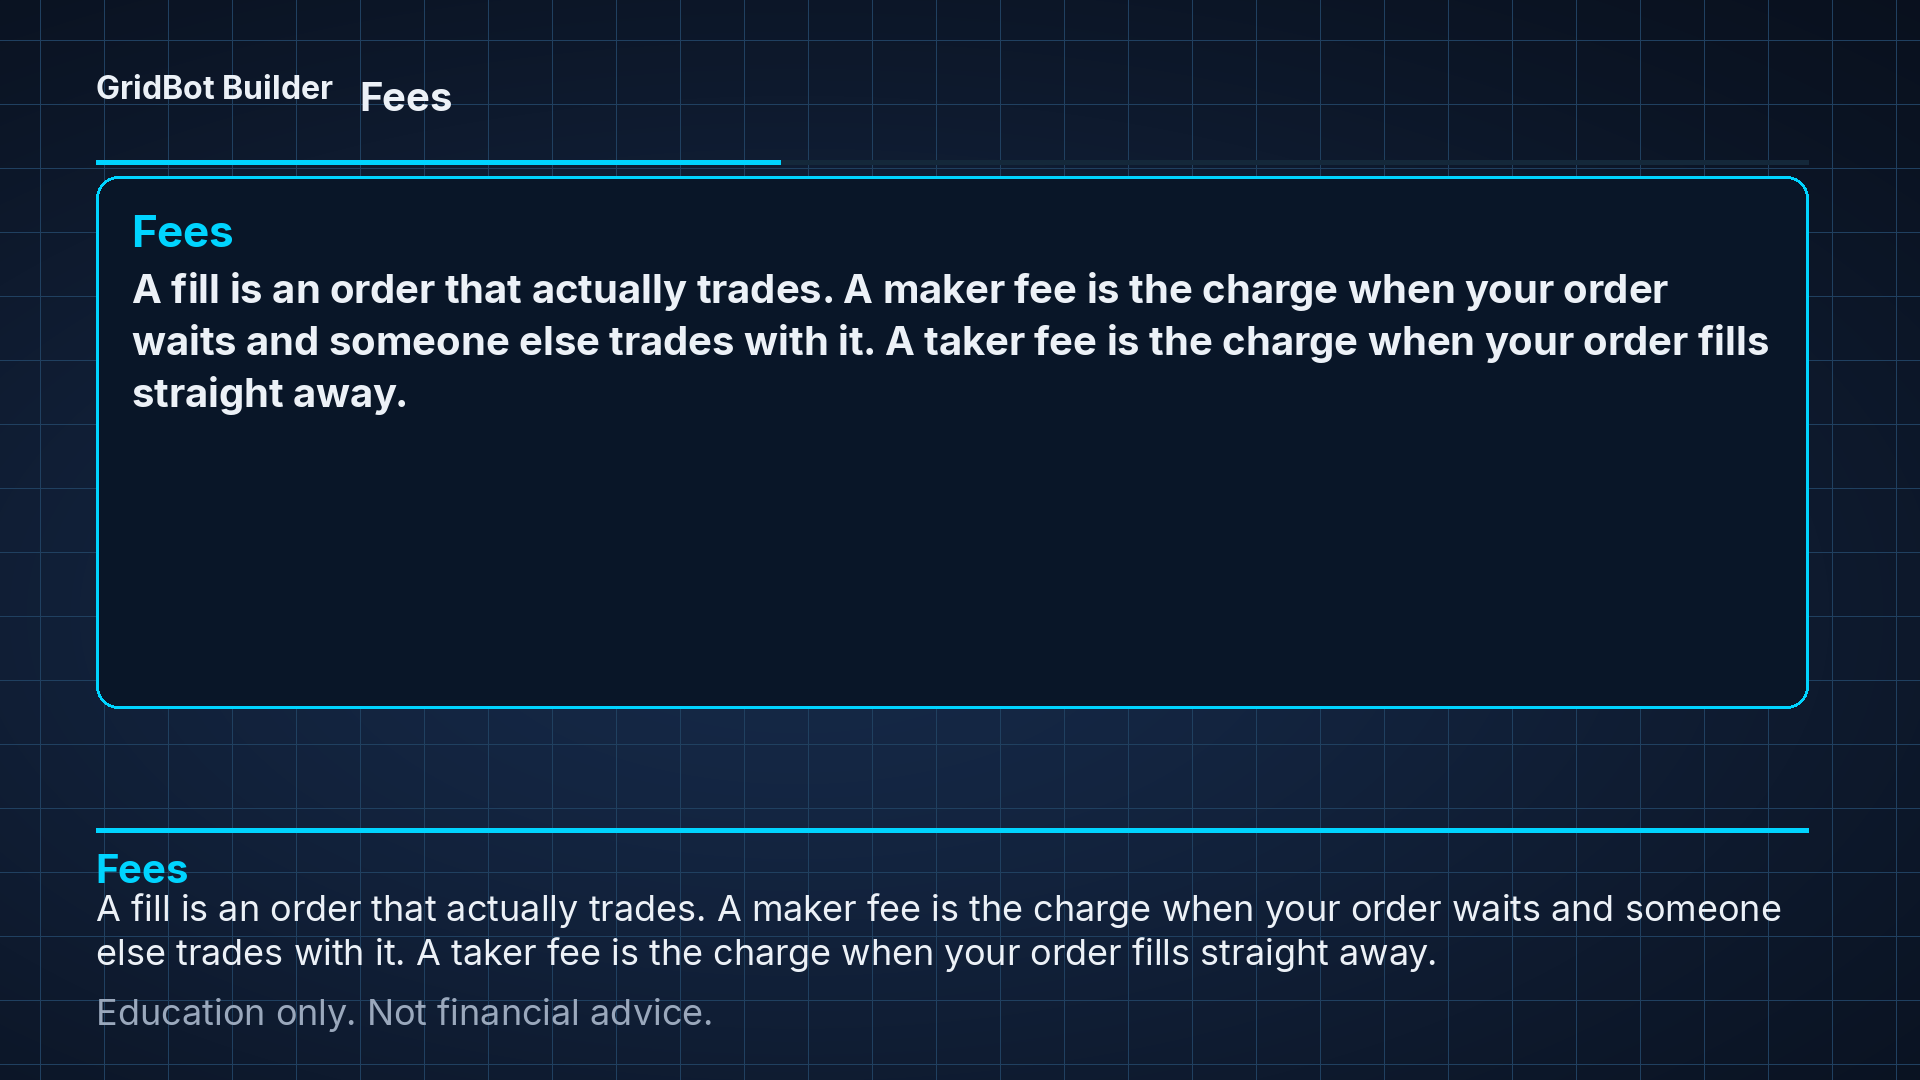 GridBot Builder Fees
Fees
A fill is an order that actually trades. A maker fee is the charge when your order
waits and someone else trades with it. A taker fee is the charge when your order fills
straight away.
Fees
A fill is an order that actually trades. A maker fee is the charge when your order waits and someone
else trades with it. A taker fee is the charge when your order fills straight away.
Education only. Not financial advice.